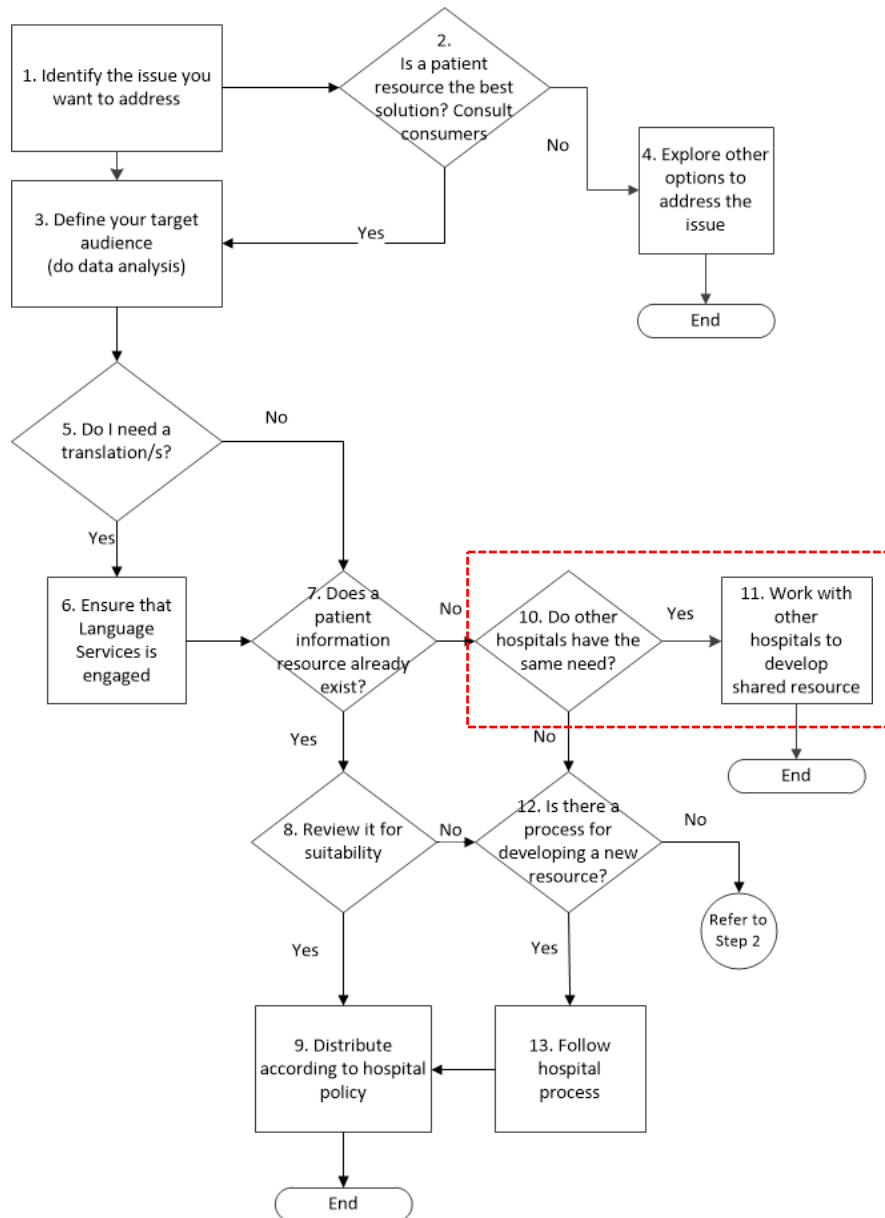 1. Identify the issue you
want to address
2.
Is a patient
resource the best
solution? Consult
consumers
No
4. Explore other
options to
address the
issue
3. Define your target
audience
(do data analysis)
Yes
End
5. Do I need a
translation/s?
No
Yes
6. Ensure that
Language
Services is
engaged
7. Does a
patient
information
resource already
exist?
No
10. Do other
hospitals have the
same need?
Yes
11. Work with
other
hospitals to
develop
shared resource
Yes
No
End
8. Review it for
suitability
No
12. Is there a
process for
developing a new
resource?
No
Refer to
Step 2
Yes
Yes
9. Distribute
according to hospital
policy
13. Follow
hospital
process
End